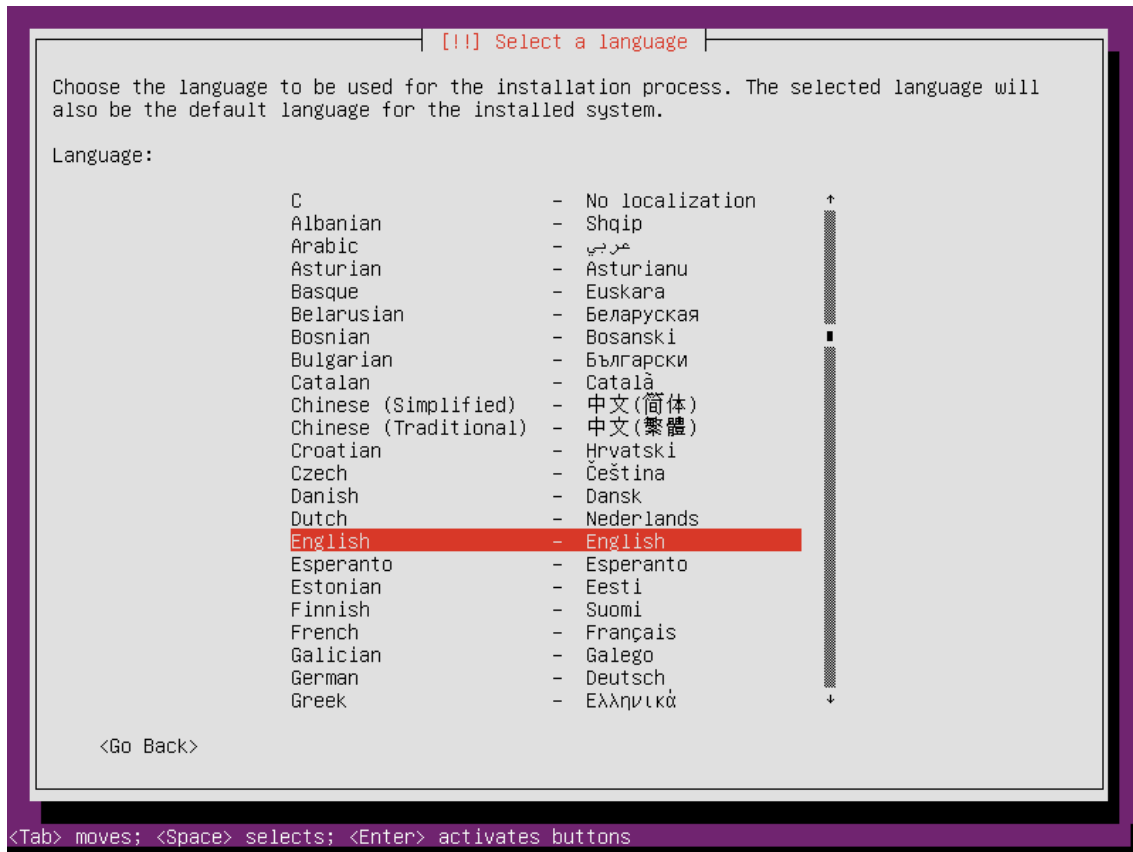 [!!] Select a language
Choose the language to be used for the installation process. The selected language will
also be the default language for the installed system.
Language:
C - No localization
Albanian - Shqip
Arabic - عربي
Asturian - Asturianu
Basque - Euskara
Belarusian - Беларуская
Bosnian - Bosanski
Bulgarian - Български
Catalan - Català
Chinese (Simplified) - 中文(简体)
Chinese (Traditional) - 中文(繁體)
Croatian - Hrvatski
Czech - Čeština
Danish - Dansk
Dutch - Nederlands
English - English
Esperanto - Esperanto
Estonian - Eesti
Finnish - Suomi
French - Français
Galician - Galego
German - Deutsch
Greek - Ελληνικά
<Go Back>
<Tab> moves; <Space> selects; <Enter> activates buttons